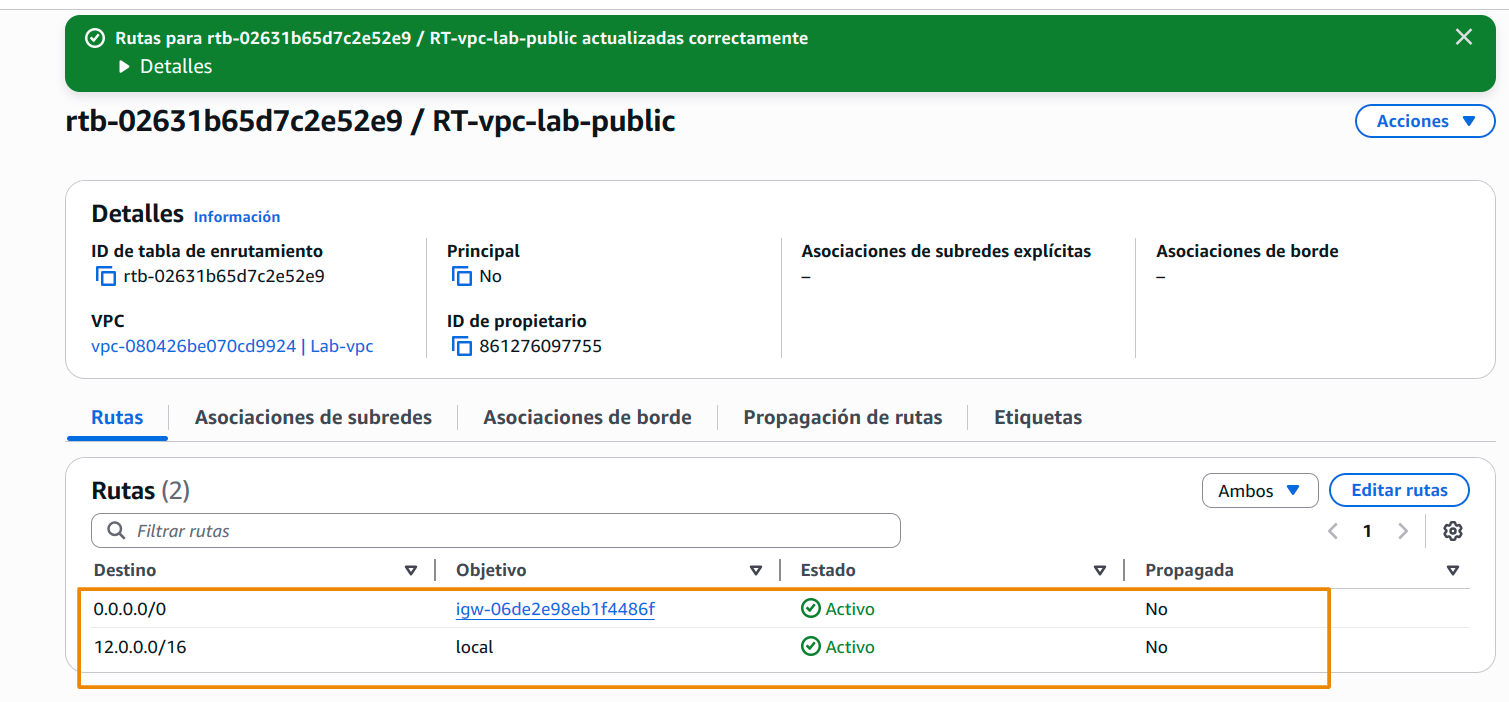 Rutas para rtb-02631b65d7c2e52e9 / RT-vpc-lab-public actualizadas correctamente
Detalles
rtb-02631b65d7c2e52e9 / RT-vpc-lab-public
Acciones
Detalles Información
ID de tabla de enrutamiento
rtb-02631b65d7c2e52e9
Principal
No
Asociaciones de subredes explícitas
–
Asociaciones de borde
–
VPC
vpc-080426be070cd9924 | Lab-vpc
ID de propietario
861276097755
Rutas Asociaciones de subredes Asociaciones de borde Propagación de rutas Etiquetas
Rutas (2)
Ambos
Editar rutas
Filtrar rutas
1
Destino Objetivo Estado Propagada
0.0.0.0/0 igw-06de2e98eb1f4486f Activo No
12.0.0.0/16 local Activo No